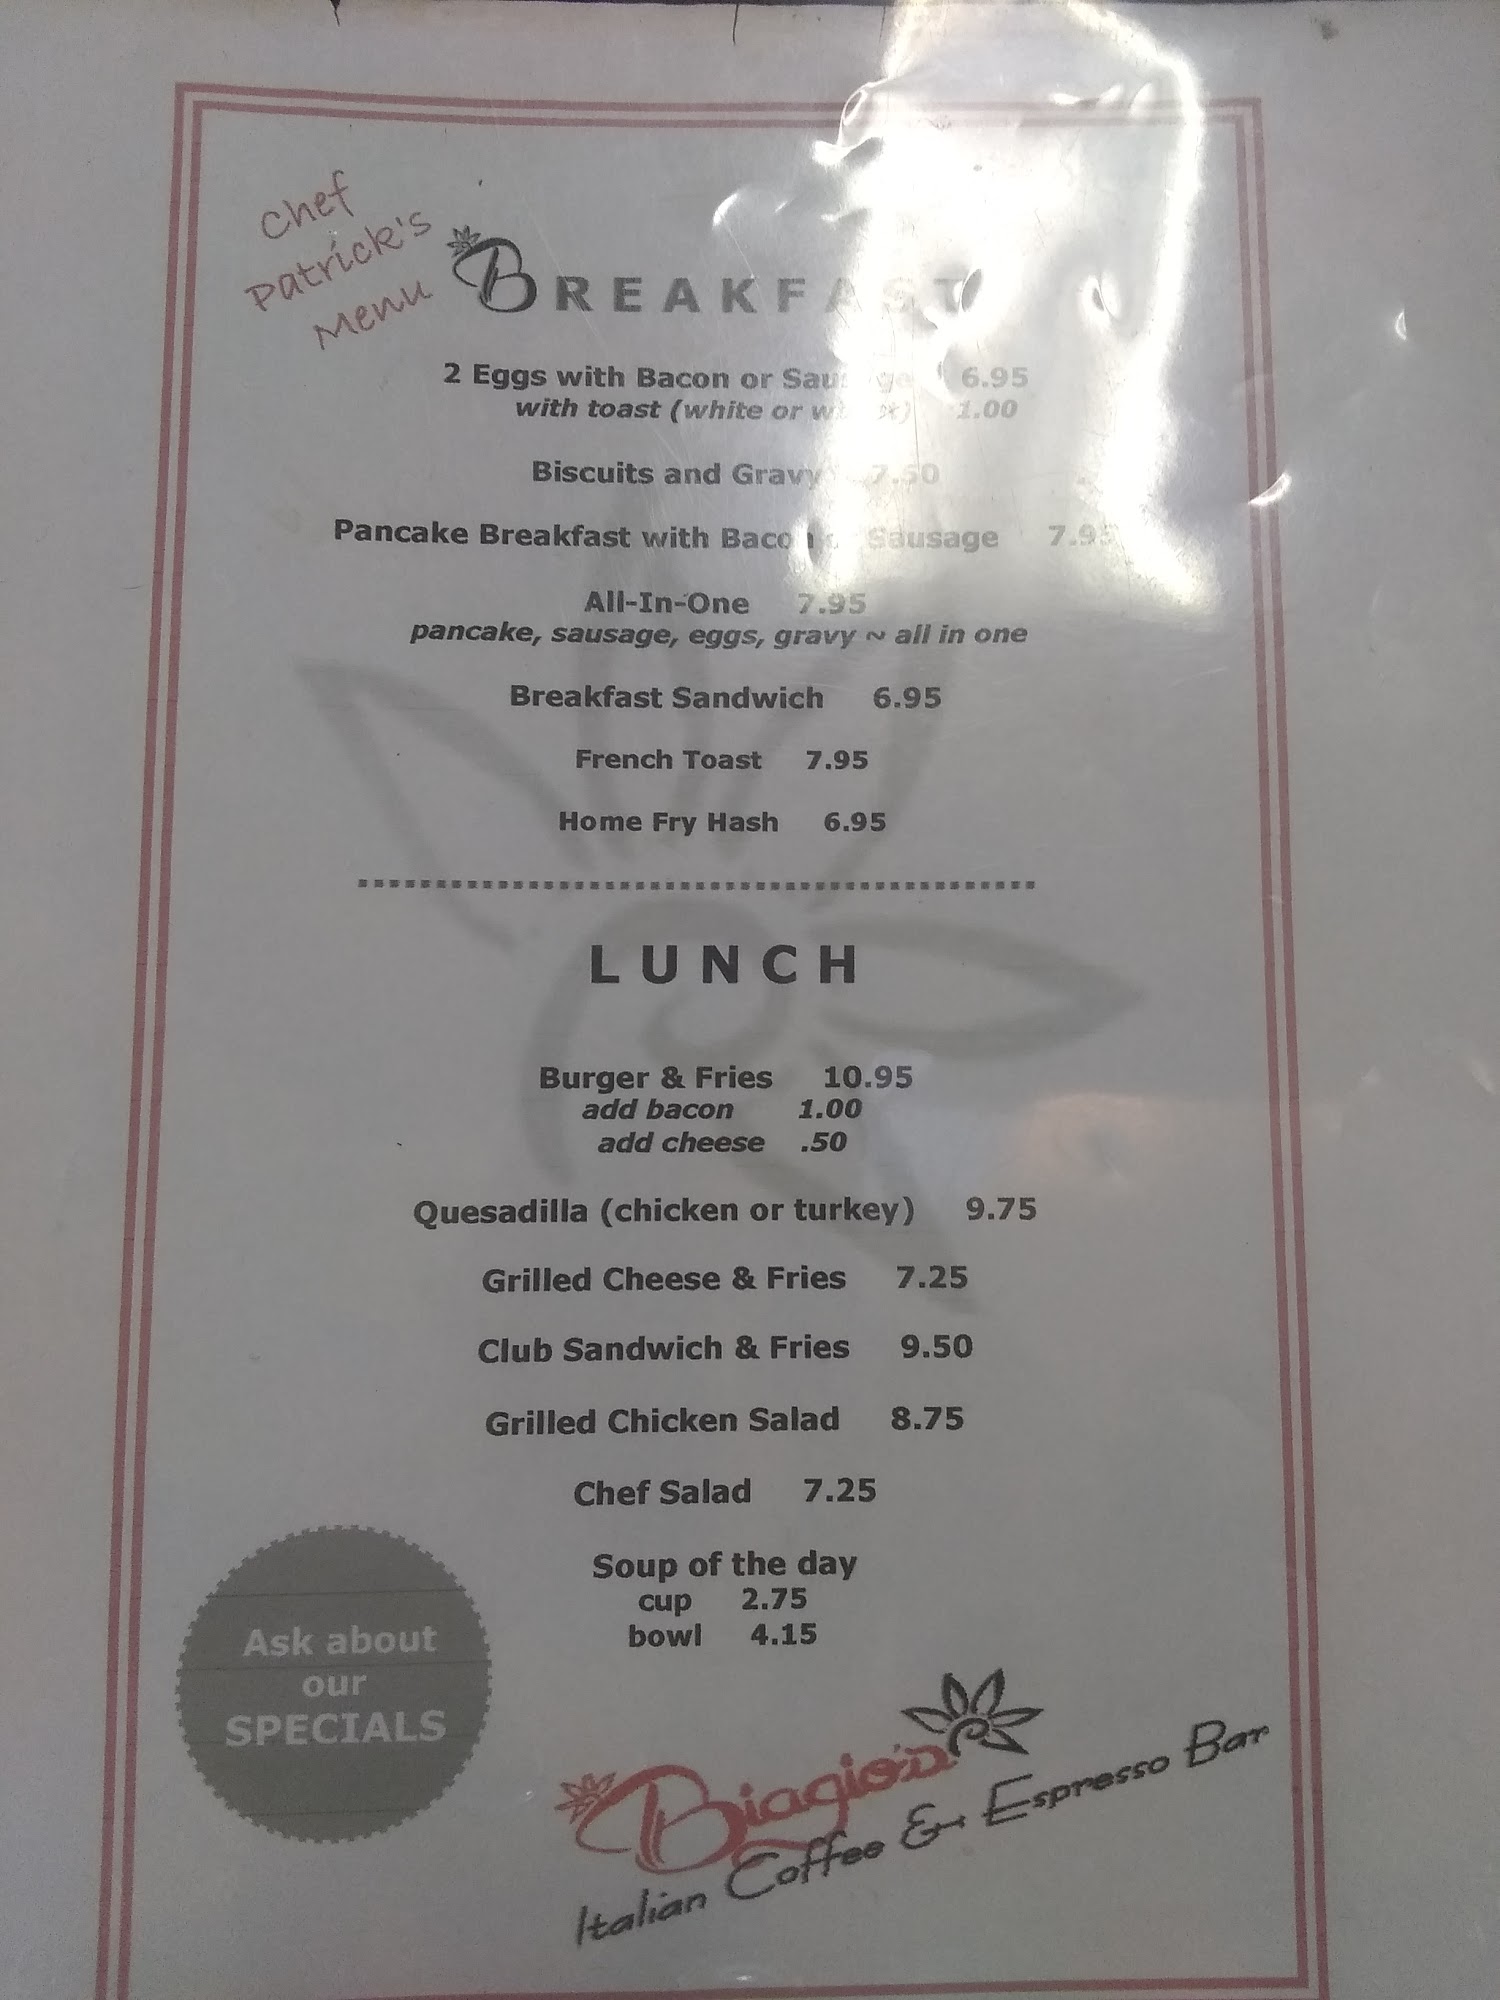 Chef
Patrick's
Menu
BREAKFAST
2 Eggs with Bacon or Sausage 6.95
with toast (white or wheat) 1.00
Biscuits and Gravy 7.50
Pancake Breakfast with Bacon or Sausage 7.95
All-In-One 7.95
pancake, sausage, eggs, gravy ~ all in one
Breakfast Sandwich 6.95
French Toast 7.95
Home Fry Hash 6.95
LUNCH
Burger & Fries 10.95
add bacon 1.00
add cheese .50
Quesadilla (chicken or turkey) 9.75
Grilled Cheese & Fries 7.25
Club Sandwich & Fries 9.50
Grilled Chicken Salad 8.75
Chef Salad 7.25
Soup of the day
cup 2.75
bowl 4.15
Ask about
our
SPECIALS
Biagio's
Italian Coffee & Espresso Bar